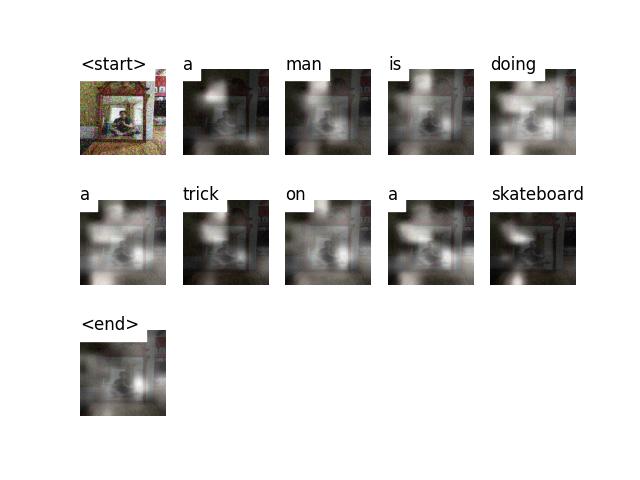 <start> a man is doing
a trick on a skateboard
<end>